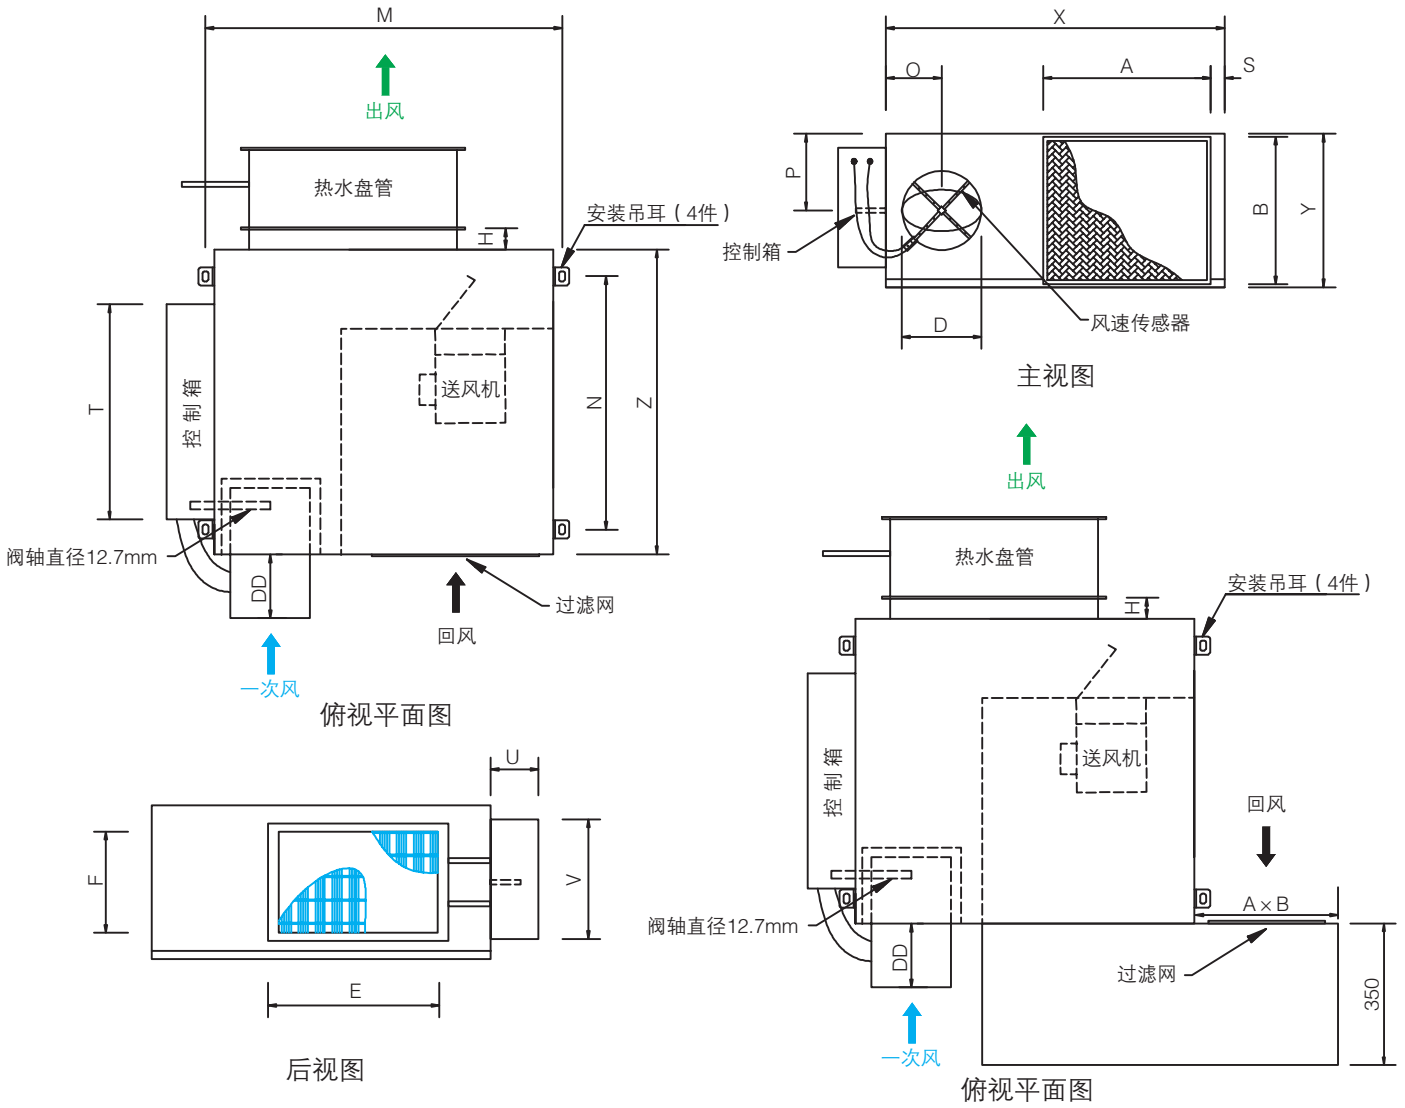 M
出风
热水盘管
安装吊耳（4件）
H
T
控制箱
送风机
N
Z
阀轴直径12.7mm
DD
过滤网
回风
一次风
俯视平面图
X
O
A
S
P
B
Y
控制箱
D
风速传感器
主视图
U
F
V
E
后视图
出风
热水盘管
安装吊耳（4件）
H
控制箱
送风机
回风
A×B
阀轴直径12.7mm
DD
过滤网
350
一次风
俯视平面图